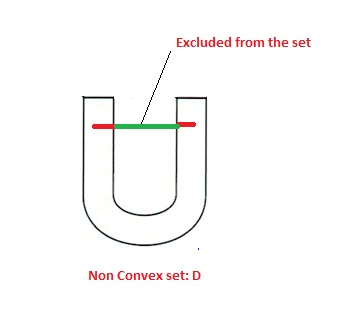 Excluded from the set
Non Convex set: D